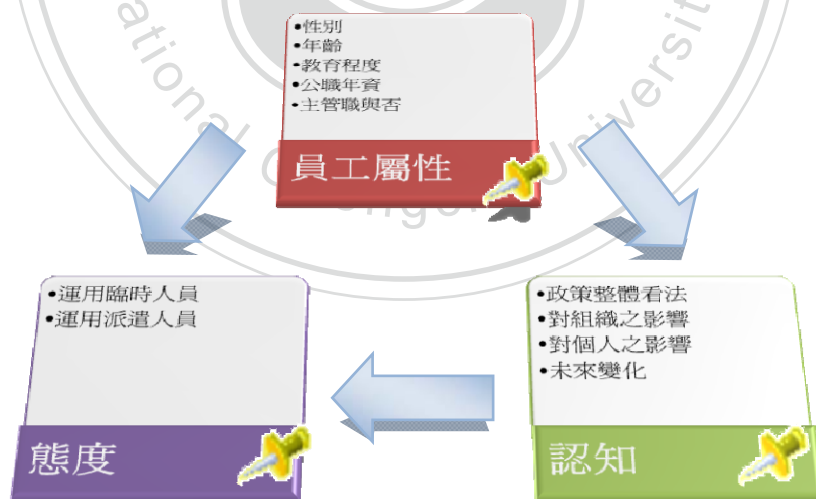 •性別
•年齡
•教育程度
•公職年資
•主管職與否
員工屬性
•運用臨時人員
•運用派遣人員
態度
•政策整體看法
•對組織之影響
•對個人之影響
•未來變化
認知